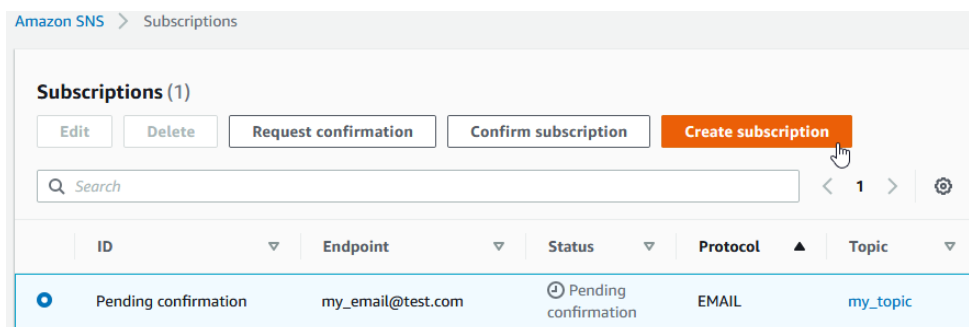 Amazon SNS > Subscriptions
Subscriptions (1)
Edit Delete Request confirmation Confirm subscription Create subscription
Search < 1 >
ID Endpoint Status Protocol Topic
Pending confirmation my_email@test.com Pending confirmation EMAIL my_topic